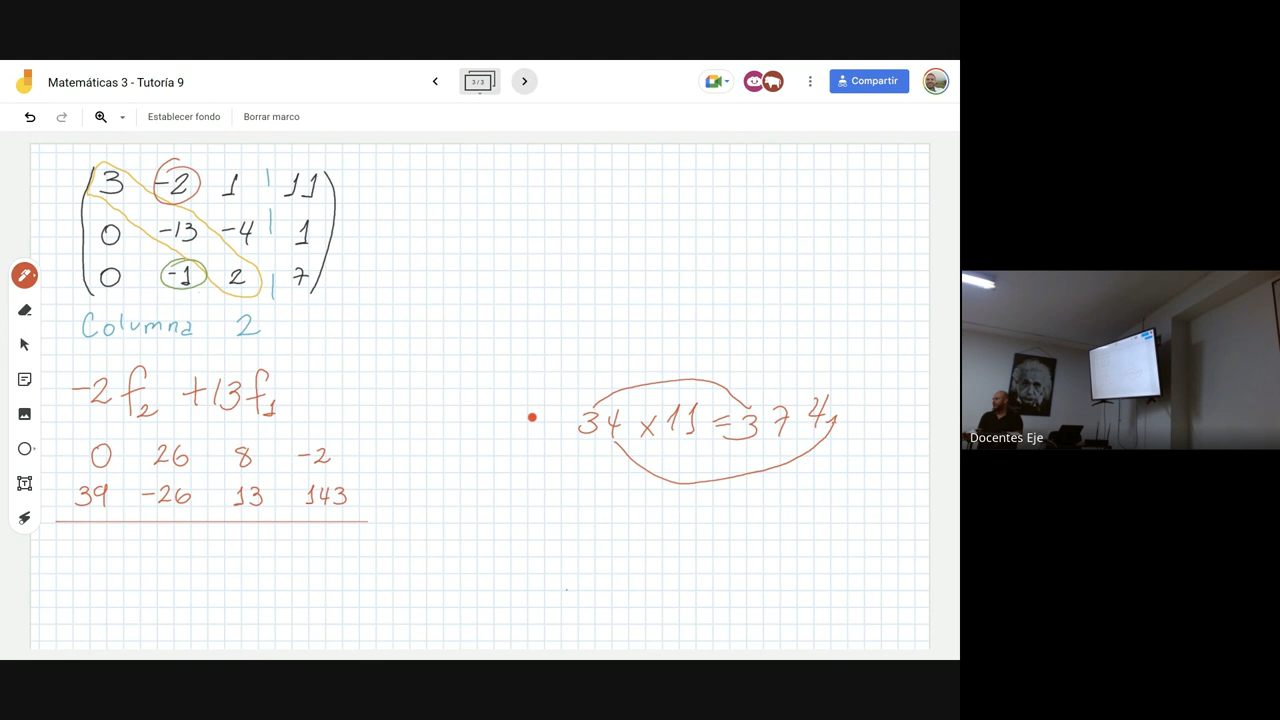 Matemáticas 3 - Tutoría 9
3 / 3
Compartir
Establecer fondo
Borrar marco
3 -2 1 | 11
0 -13 -4 | 1
0 -1 2 | 7
Columna 2
-2f₂ +13f₁
0 26 8 -2
39 -26 13 143
34 x 11 = 374
Docentes Eje